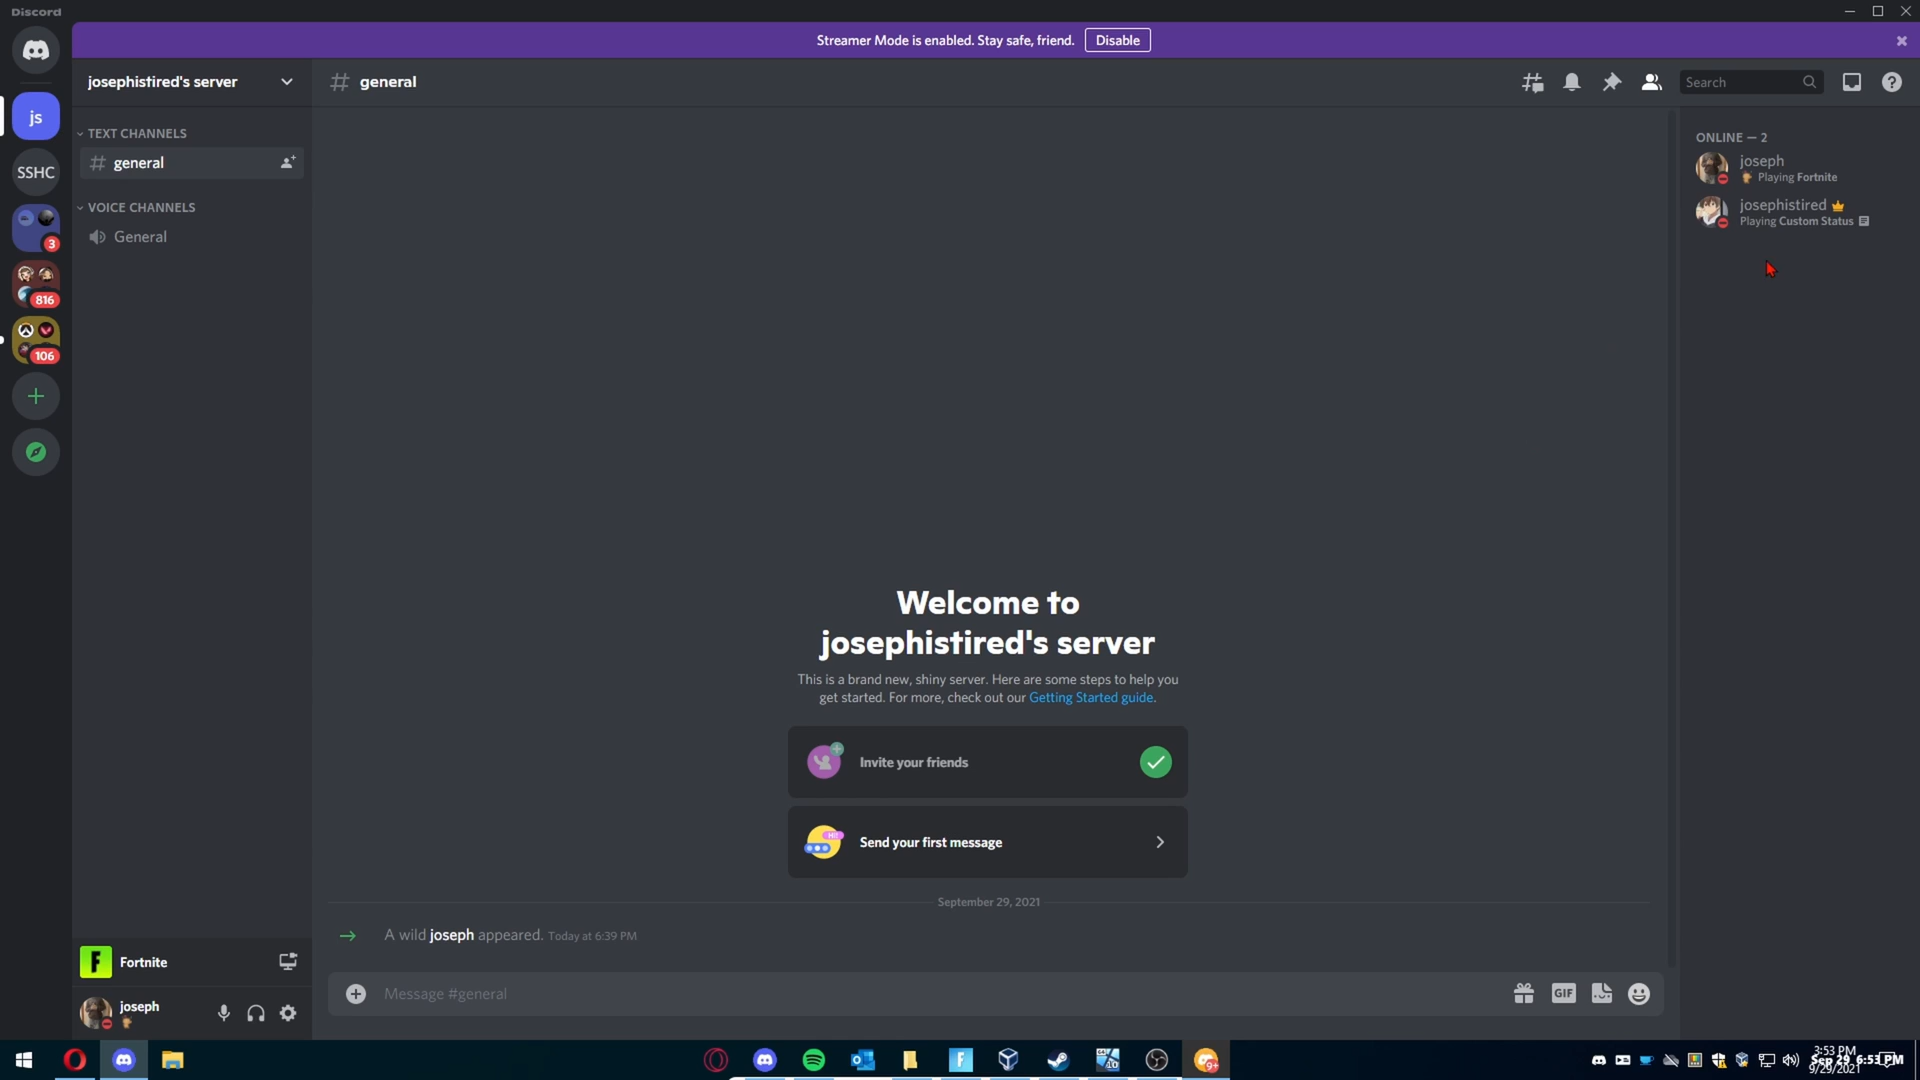 Discord
Streamer Mode is enabled. Stay safe, friend. Disable
josephistired's server
general
Search
js
SSHC
3
816
106
TEXT CHANNELS
general
VOICE CHANNELS
General
ONLINE — 2
joseph
Playing Fortnite
josephistired
Playing Custom Status
Welcome to
josephistired's server
This is a brand new, shiny server. Here are some steps to help you
get started. For more, check out our Getting Started guide.
Invite your friends
Hi!
Send your first message
September 29, 2021
A wild joseph appeared. Today at 6:39 PM
Fortnite
joseph
Message #general
GIF
9+
3:53 PM
Sep 29 6:53 PM
9/29/2021